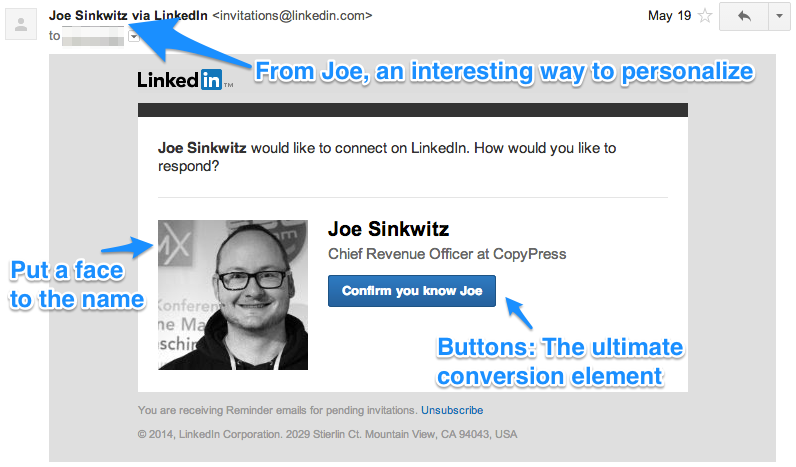 Joe Sinkwitz via LinkedIn <invitations@linkedin.com> May 19
to
From Joe, an interesting way to personalize
Linked in TM
Joe Sinkwitz would like to connect on LinkedIn. How would you like to
respond?
Joe Sinkwitz
Chief Revenue Officer at CopyPress
Confirm you know Joe
Put a face
to the name
MX
Konferen
ne Ma
schin
Buttons: The ultimate
conversion element
You are receiving Reminder emails for pending invitations. Unsubscribe
© 2014, LinkedIn Corporation. 2029 Stierlin Ct. Mountain View, CA 94043, USA